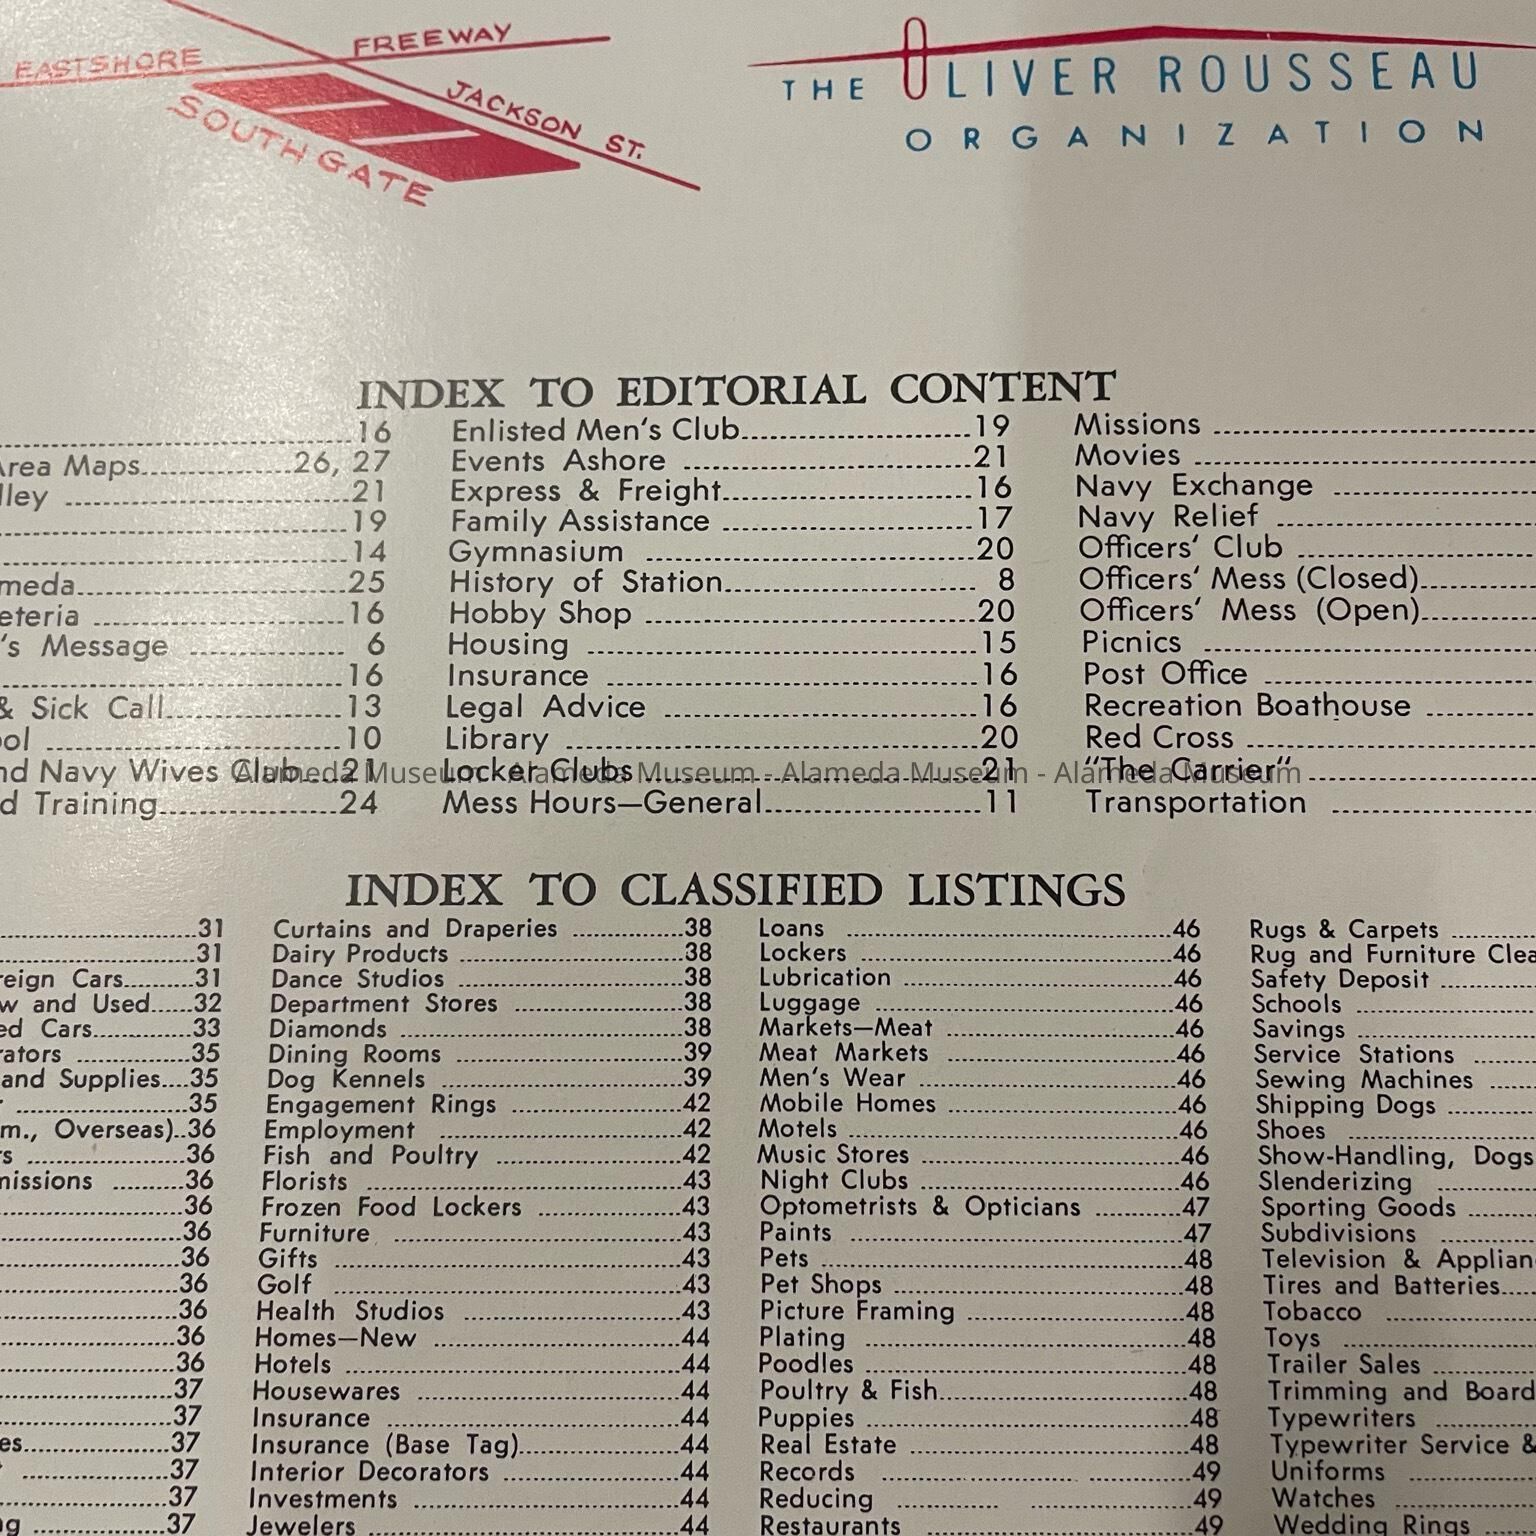 EASTSHORE FREEWAY
JACKSON ST.
SOUTHGATE
THE OLIVER ROUSSEAU
ORGANIZATION
INDEX TO EDITORIAL CONTENT
16
Area Maps 26, 27
lley 21
19
14
meda 25
eteria 16
's Message 6
16
& Sick Call 13
ool 10
nd Navy Wives Club 21
d Training 24
Enlisted Men's Club 19
Events Ashore 21
Express & Freight 16
Family Assistance 17
Gymnasium 20
History of Station 8
Hobby Shop 20
Housing 15
Insurance 16
Legal Advice 16
Library 20
Locker Clubs 21
Mess Hours—General 11
Missions
Movies
Navy Exchange
Navy Relief
Officers' Club
Officers' Mess (Closed)
Officers' Mess (Open)
Picnics
Post Office
Recreation Boathouse
Red Cross
"The Carrier"
Transportation
Alameda Museum - Alameda Museum - Alameda Museum - Alameda Museum
INDEX TO CLASSIFIED LISTINGS
31
31
reign Cars 31
w and Used 32
ed Cars 33
rators 35
and Supplies 35
35
m., Overseas) 36
rs 36
missions 36
36
36
36
36
36
36
36
37
37
es 37
37
37
ng 37
Curtains and Draperies 38
Dairy Products 38
Dance Studios 38
Department Stores 38
Diamonds 38
Dining Rooms 39
Dog Kennels 39
Engagement Rings 42
Employment 42
Fish and Poultry 42
Florists 43
Frozen Food Lockers 43
Furniture 43
Gifts 43
Golf 43
Health Studios 43
Homes—New 44
Hotels 44
Housewares 44
Insurance 44
Insurance (Base Tag) 44
Interior Decorators 44
Investments 44
Jewelers 44
Loans 46
Lockers 46
Lubrication 46
Luggage 46
Markets—Meat 46
Meat Markets 46
Men's Wear 46
Mobile Homes 46
Motels 46
Music Stores 46
Night Clubs 46
Optometrists & Opticians 47
Paints 47
Pets 48
Pet Shops 48
Picture Framing 48
Plating 48
Poodles 48
Poultry & Fish 48
Puppies 48
Real Estate 48
Records 49
Reducing 49
Restaurants 49
Rugs & Carpets
Rug and Furniture Clea
Safety Deposit
Schools
Savings
Service Stations
Sewing Machines
Shipping Dogs
Shoes
Show-Handling, Dogs
Slenderizing
Sporting Goods
Subdivisions
Television & Applian
Tires and Batteries
Tobacco
Toys
Trailer Sales
Trimming and Board
Typewriters
Typewriter Service &
Uniforms
Watches
Wedding Rings